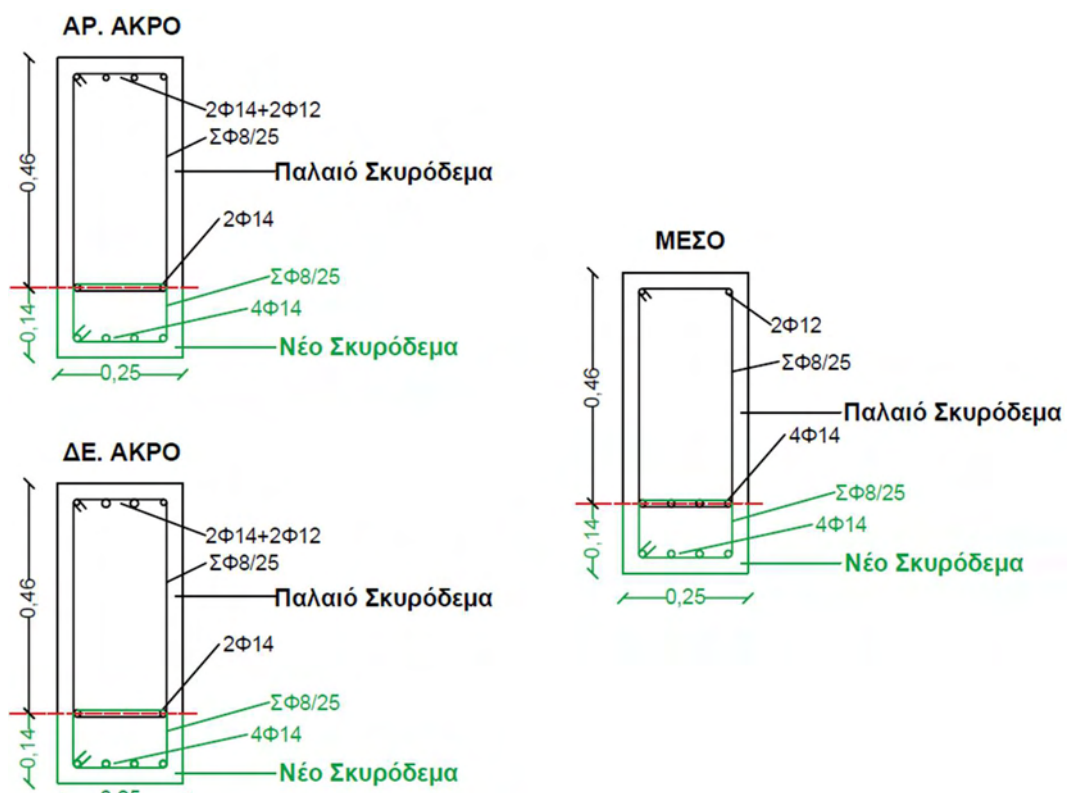 ΑΡ. ΑΚΡΟ
2Φ14+2Φ12
ΣΦ8/25
Παλαιό Σκυρόδεμα
0,46
2Φ14
ΣΦ8/25
4Φ14
0,14
Νέο Σκυρόδεμα
0,25
ΔΕ. ΑΚΡΟ
2Φ14+2Φ12
ΣΦ8/25
Παλαιό Σκυρόδεμα
0,46
2Φ14
ΣΦ8/25
4Φ14
0,14
Νέο Σκυρόδεμα
ΜΕΣΟ
2Φ12
ΣΦ8/25
0,46
Παλαιό Σκυρόδεμα
4Φ14
ΣΦ8/25
4Φ14
0,14
Νέο Σκυρόδεμα
0,25